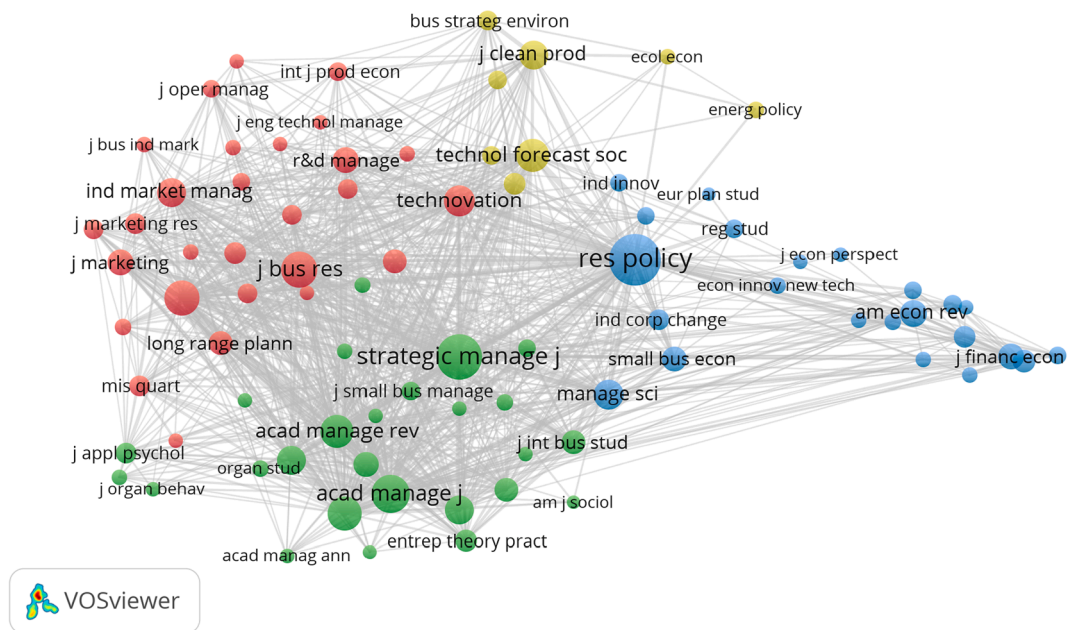 bus strateg environ
j clean prod
ecol econ
int j prod econ
j oper manag
energ policy
j eng technol manage
j bus ind mark
r&d manage
technol forecast soc
ind market manag
ind innov
eur plan stud
technovation
j marketing res
reg stud
j marketing
j bus res
res policy
j econ perspect
econ innov new tech
am econ rev
ind corp change
long range plann
strategic manage j
small bus econ
j financ econ
mis quart
j small bus manage
manage sci
acad manage rev
j int bus stud
j appl psychol
organ stud
j organ behav
acad manage j
am j sociol
entrep theory pract
acad manag ann
VOSviewer